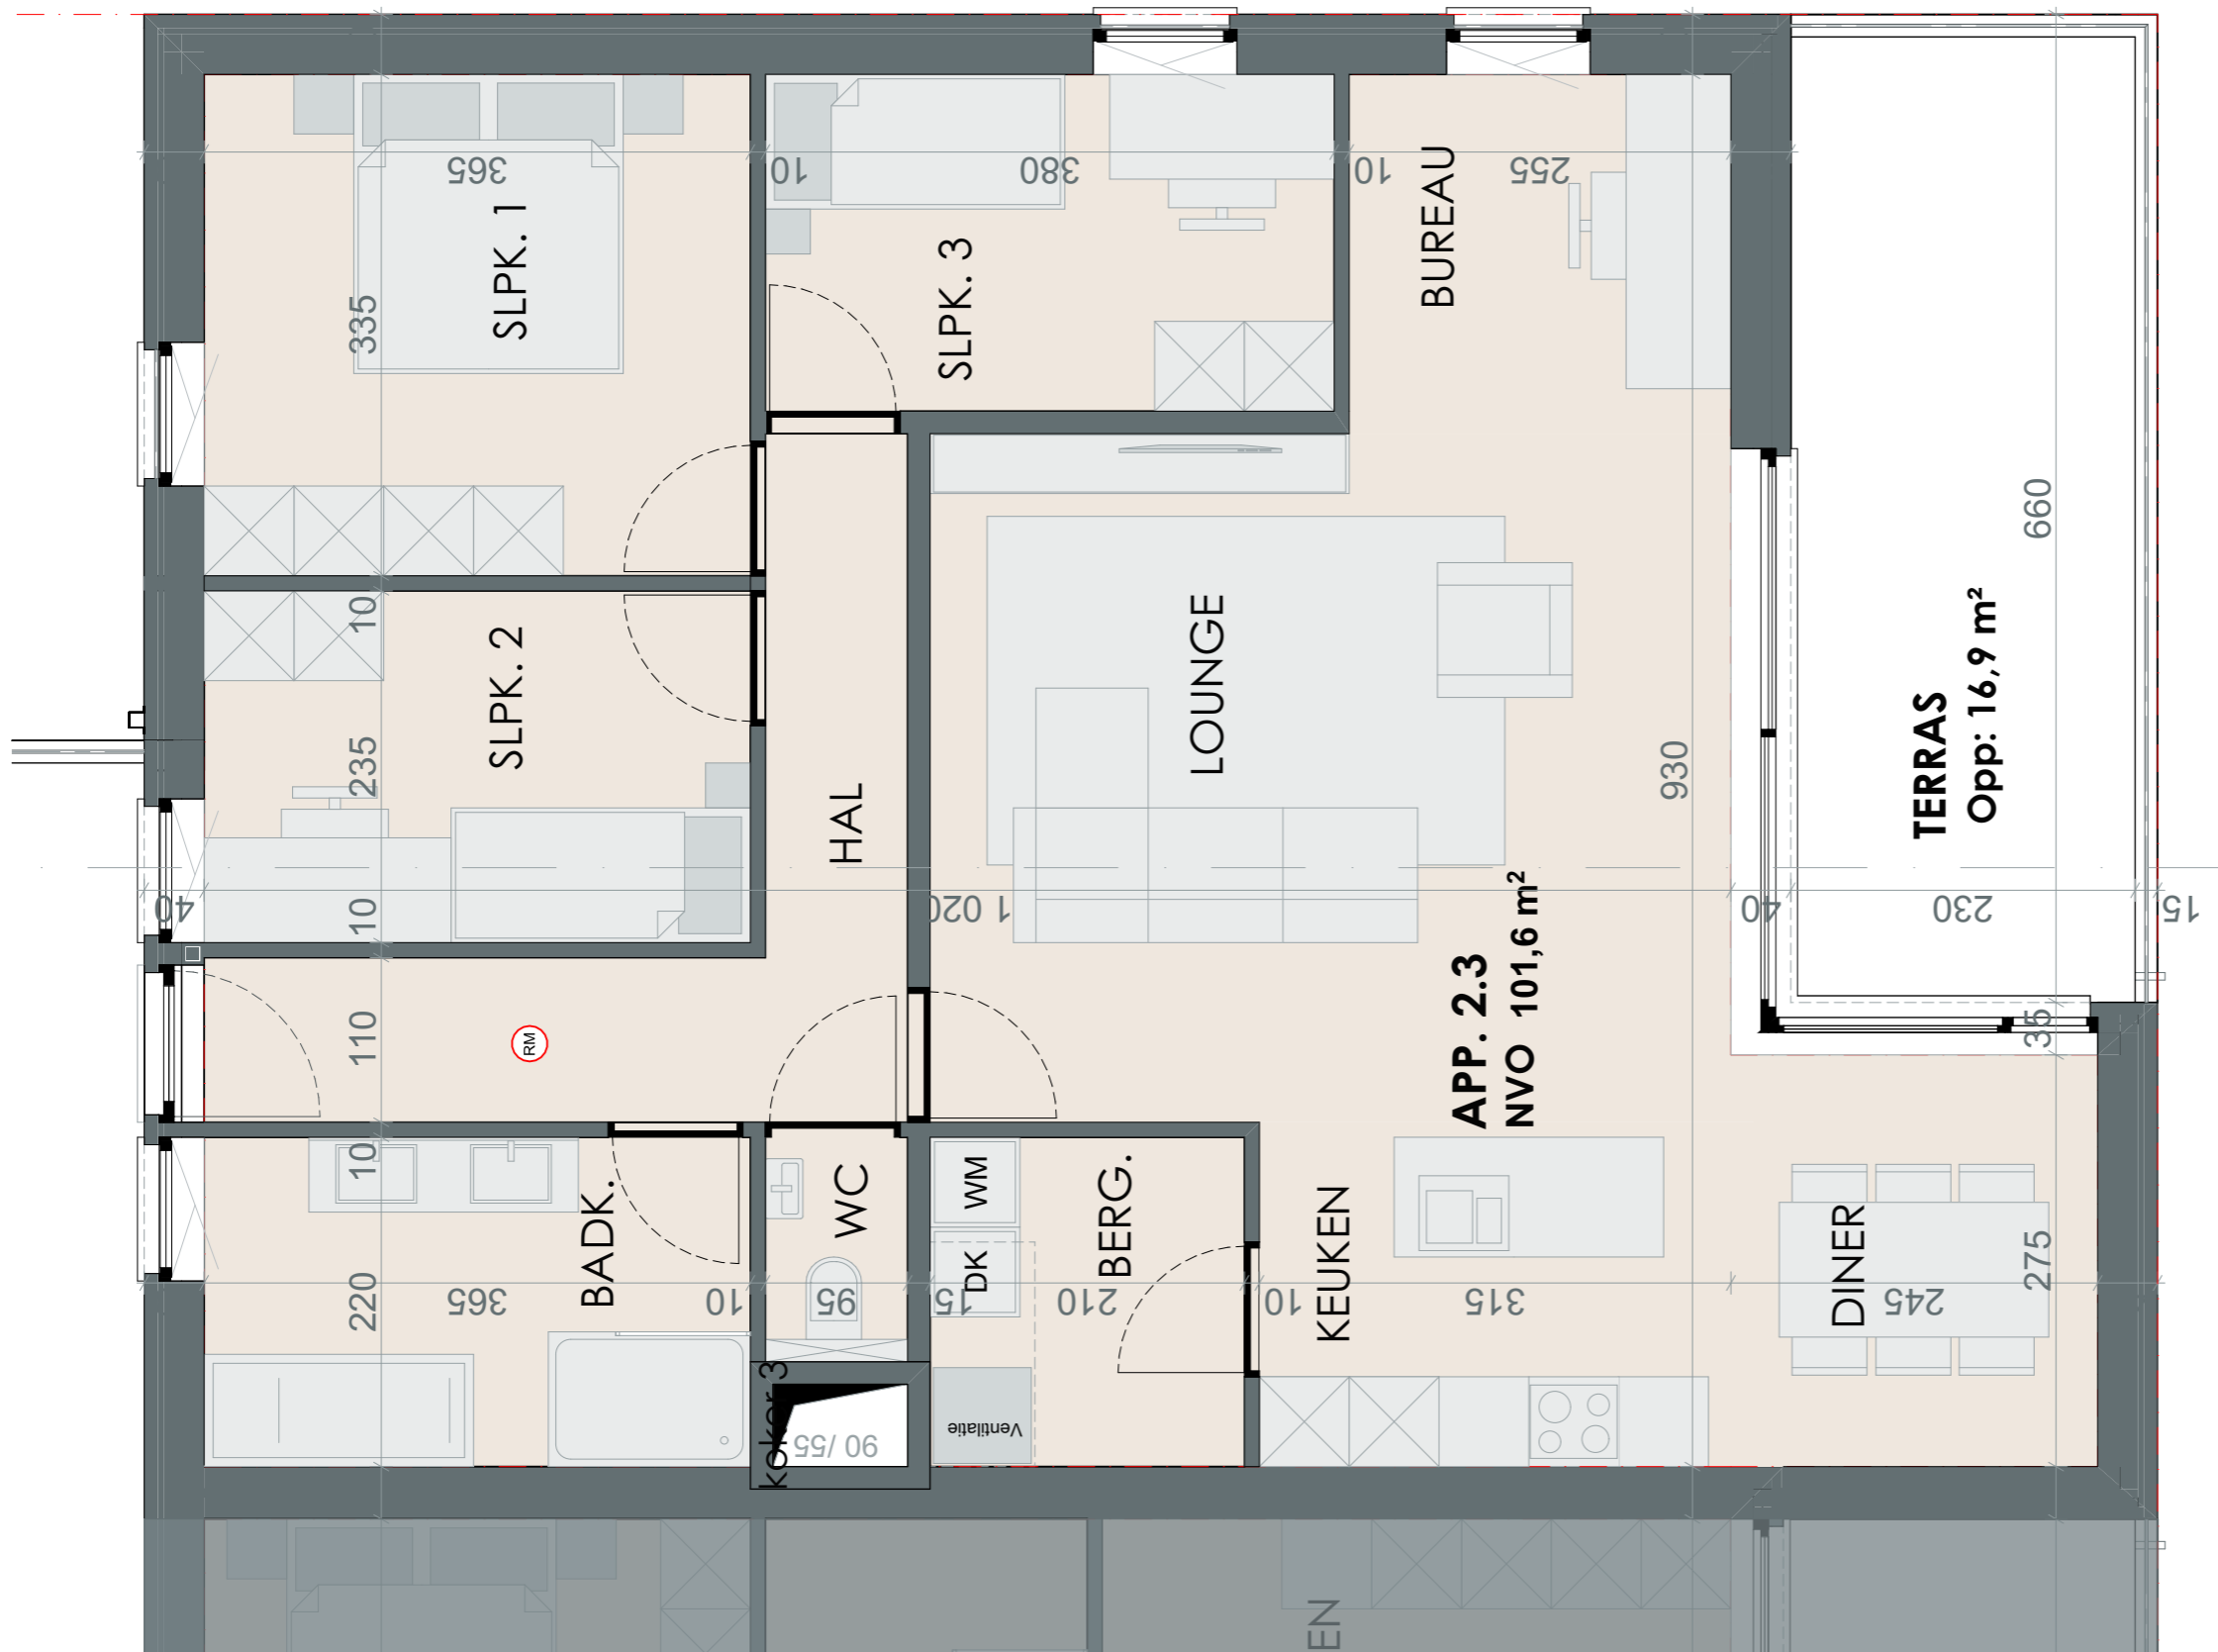 365
10
380
10
255
SLPK. 1
335
SLPK. 3
BUREAU
10
SLPK. 2
235
10
HAL
LOUNGE
930
660
TERRAS
Opp: 16,9 m²
40
1 020
40
230
15
APP. 2.3
NVO 101,6 m²
110
RM
35
10
BADK.
220
365
10
WC
95
15
WM
DK
BERG.
210
10
KEUKEN
315
DINER
245
275
koker 3
90 /55
Ventilatie
EN